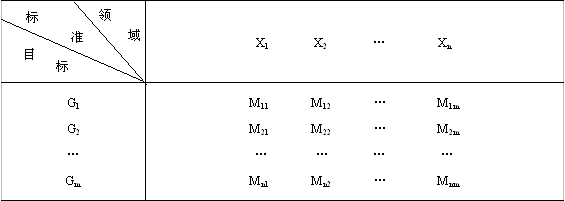 标 领
准 域
目
标
X₁ X₂ … Xₙ
G₁ M₁₁ M₁₂ … M₁ₘ
G₂ M₂₁ M₂₂ … M₂ₘ
… … … … …
Gₘ Mₙ₁ Mₙ₂ … Mₙₘ